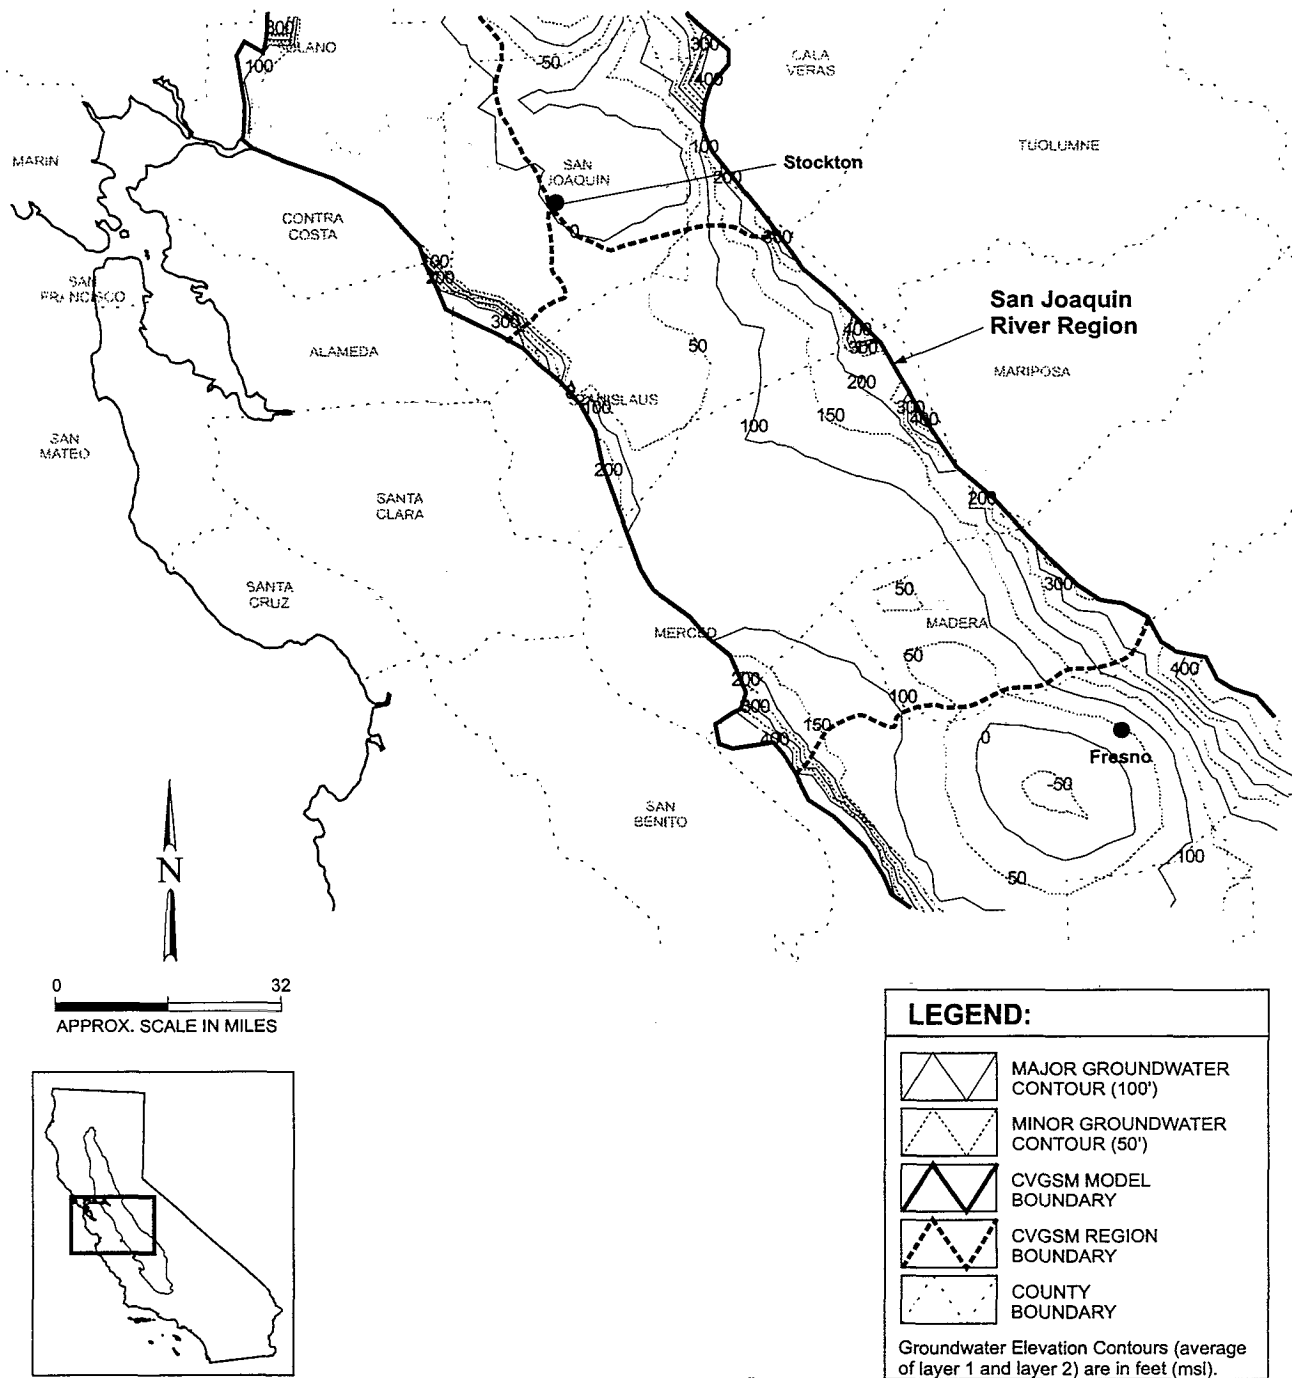 300
SOLANO
100
50
300
400
CALA
VERAS
MARIN
SAN
JOAQUIN
Stockton
100
200
TUOLUMNE
CONTRA
COSTA
0
300
100
200
SAN
FRANCISCO
300
San Joaquin
River Region
ALAMEDA
50
400
300
MARIPOSA
200
STANISLAUS
100
150
300
400
100
SAN
MATEO
200
SANTA
CLARA
200
SANTA
CRUZ
50
300
MERCED
MADERA
50
200
100
400
300
150
400
0
Fresno
-50
SAN
BENITO
100
50
N
0 32
APPROX. SCALE IN MILES
LEGEND:
MAJOR GROUNDWATER
CONTOUR (100')
MINOR GROUNDWATER
CONTOUR (50')
CVGSM MODEL
BOUNDARY
CVGSM REGION
BOUNDARY
COUNTY
BOUNDARY
Groundwater Elevation Contours (average
of layer 1 and layer 2) are in feet (msl).